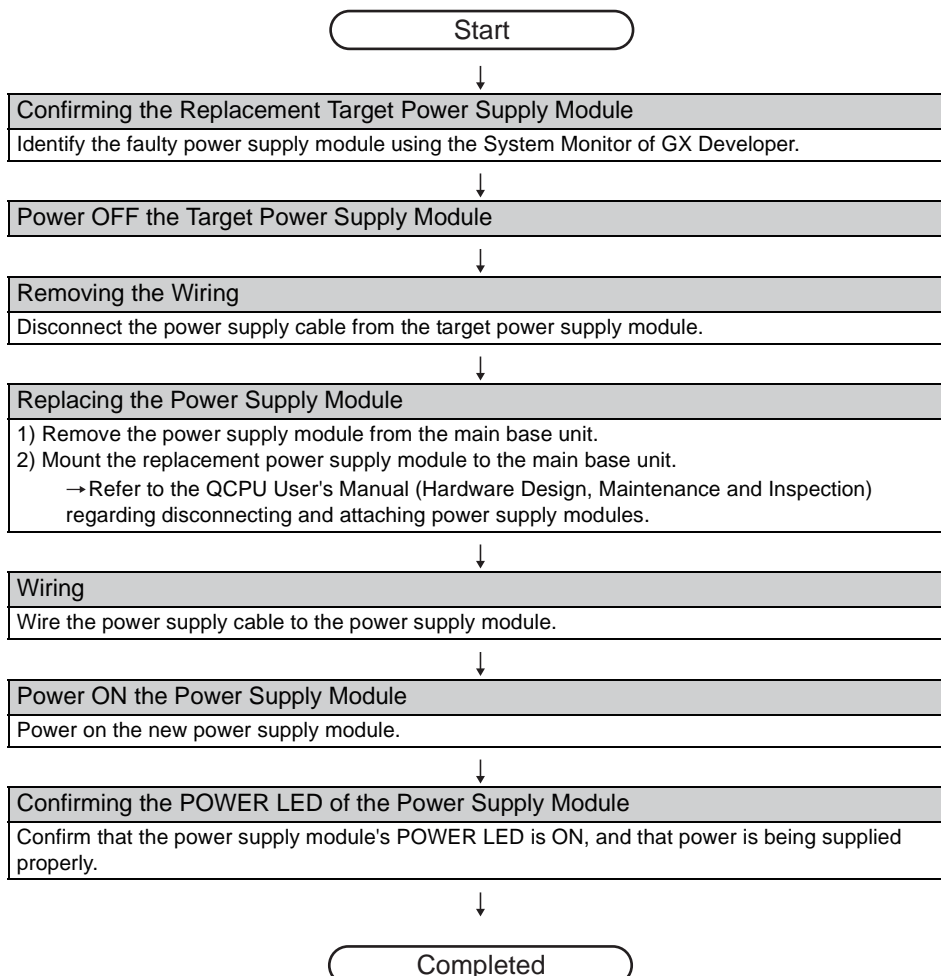 Start
↓
Confirming the Replacement Target Power Supply Module
Identify the faulty power supply module using the System Monitor of GX Developer.
↓
Power OFF the Target Power Supply Module
↓
Removing the Wiring
Disconnect the power supply cable from the target power supply module.
↓
Replacing the Power Supply Module
1) Remove the power supply module from the main base unit.
2) Mount the replacement power supply module to the main base unit.
→Refer to the QCPU User's Manual (Hardware Design, Maintenance and Inspection)
regarding disconnecting and attaching power supply modules.
↓
Wiring
Wire the power supply cable to the power supply module.
↓
Power ON the Power Supply Module
Power on the new power supply module.
↓
Confirming the POWER LED of the Power Supply Module
Confirm that the power supply module's POWER LED is ON, and that power is being supplied
properly.
↓
Completed